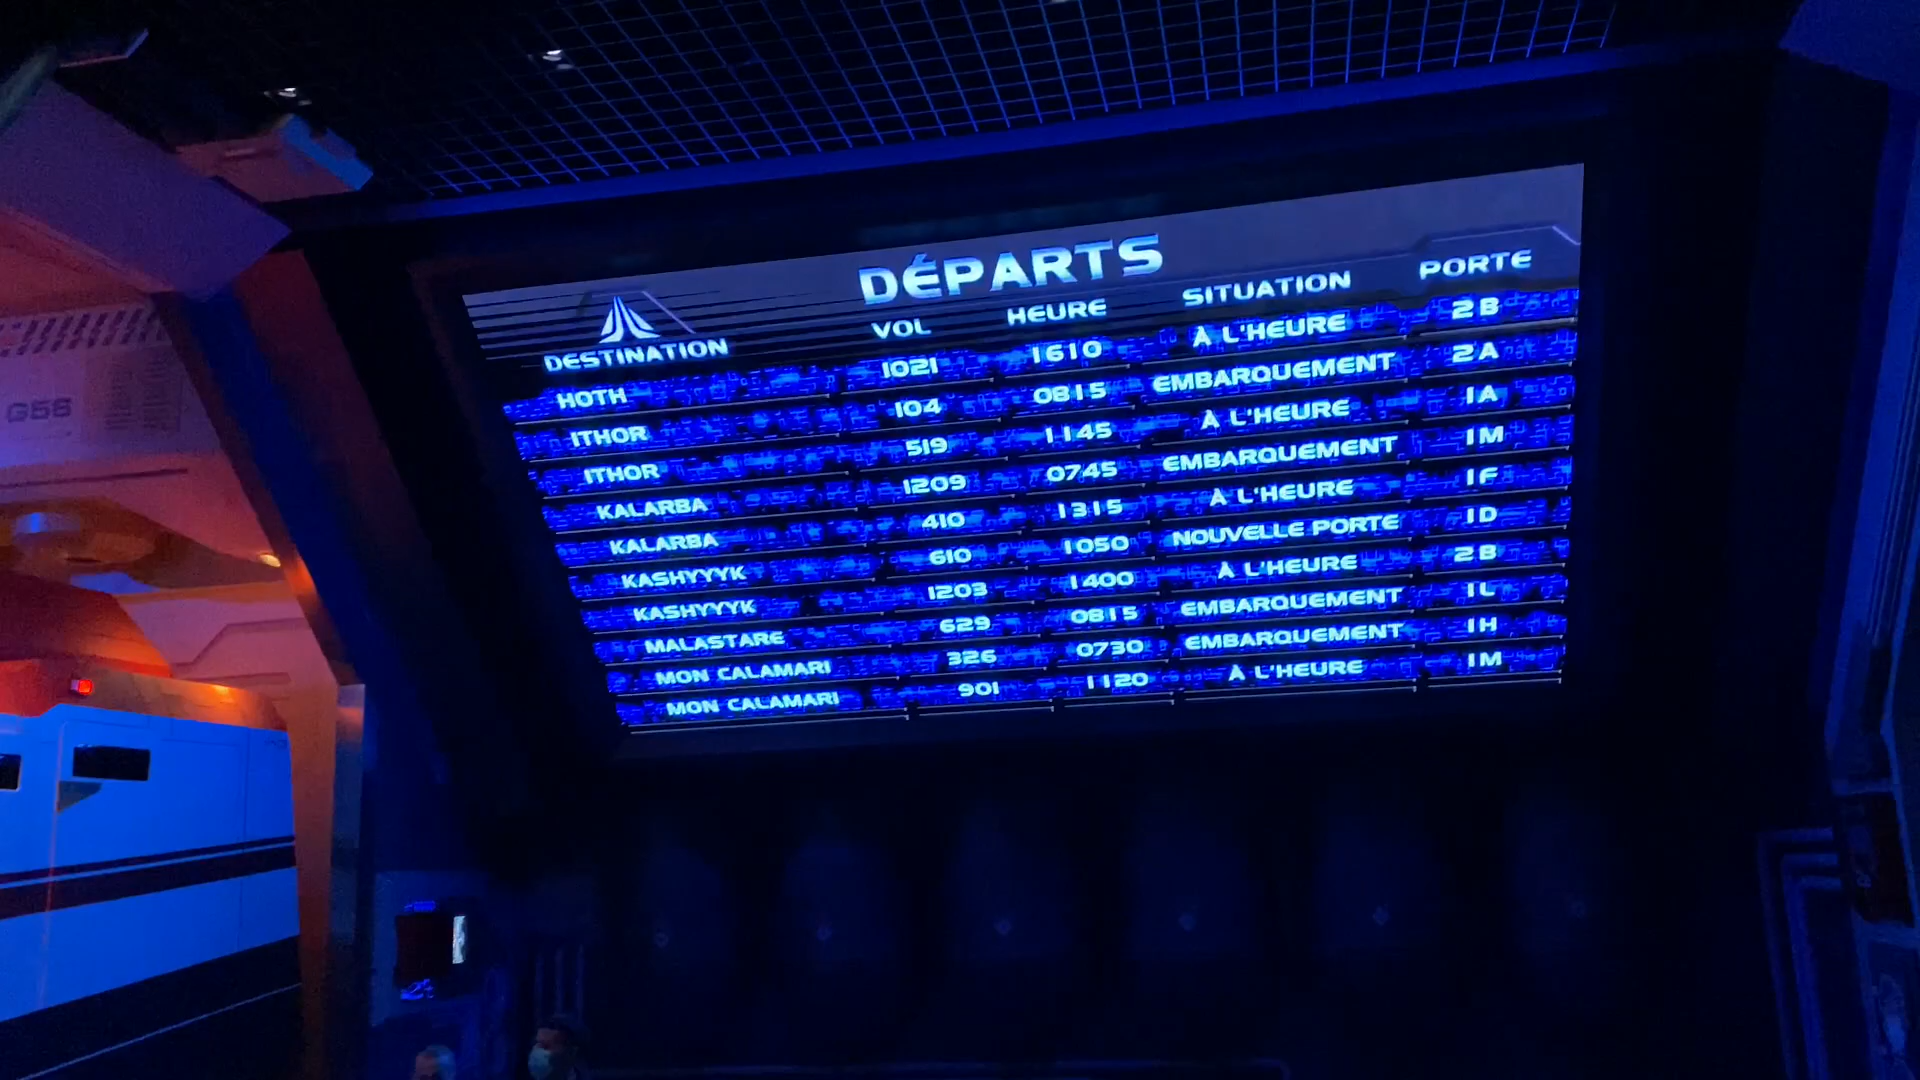 DÉPARTS
DESTINATION VOL HEURE SITUATION PORTE
HOTH 1021 1610 À L'HEURE 2B
ITHOR 104 0815 EMBARQUEMENT 2A
ITHOR 519 1145 À L'HEURE 1A
KALARBA 1209 0745 EMBARQUEMENT 1M
KALARBA 410 1315 À L'HEURE 1F
KASHYYYK 610 1050 NOUVELLE PORTE 1D
KASHYYYK 1203 1400 À L'HEURE 2B
MALASTARE 629 0815 EMBARQUEMENT 1L
MON CALAMARI 326 0730 EMBARQUEMENT 1H
MON CALAMARI 901 1120 À L'HEURE 1M